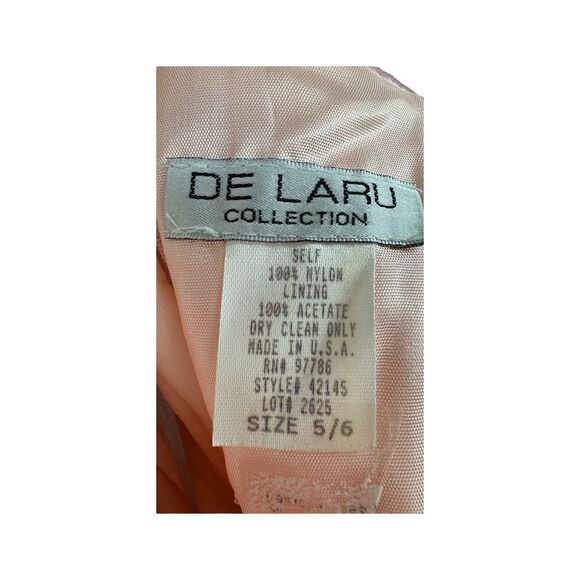 DE LARU
COLLECTION
SELF
100% NYLON
LINING
100% ACETATE
DRY CLEAN ONLY
MADE IN U.S.A.
RN# 97786
STYLE# 42145
LOT# 2625
SIZE 5/6